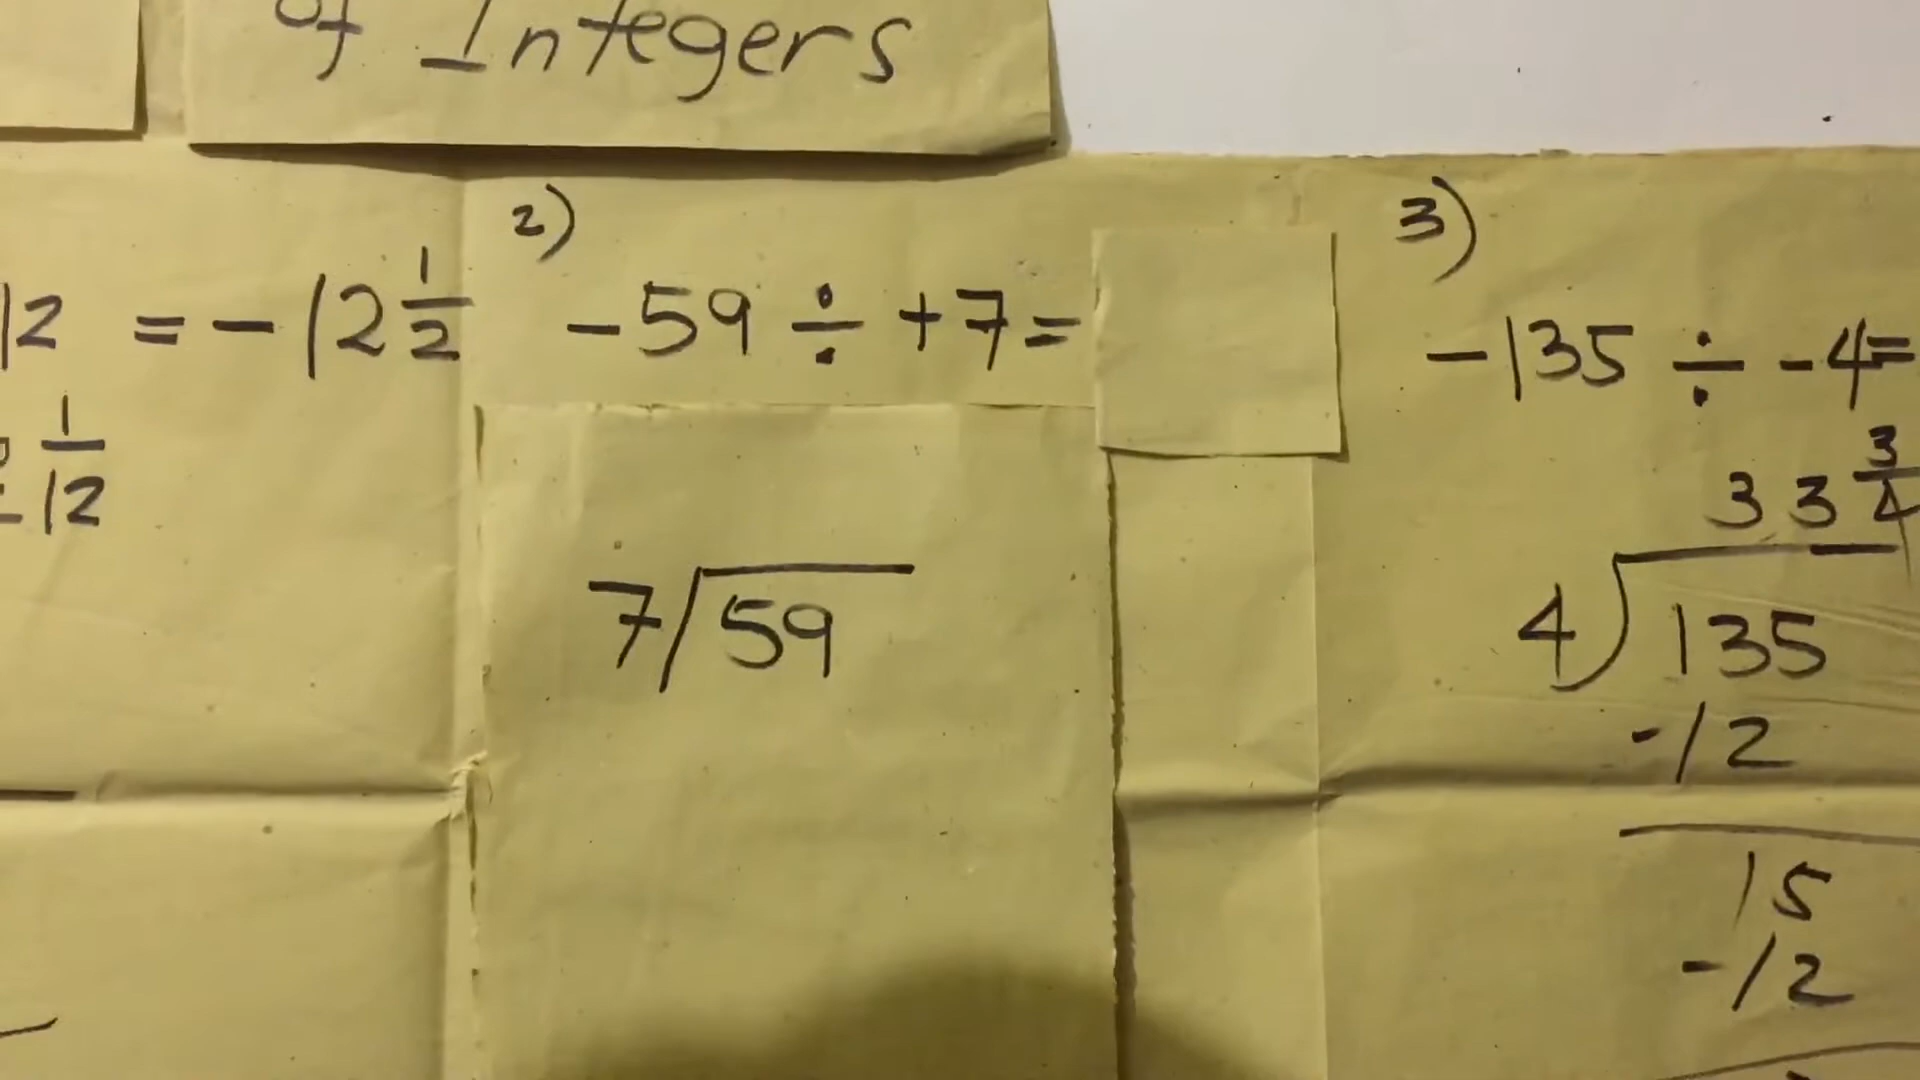 of Integers
12 = - 12 1/2
1/12
2)
-59 ÷ +7 =
7/59
3)
-135 ÷ -4 =
33 3/4
4)135
-12
15
-12